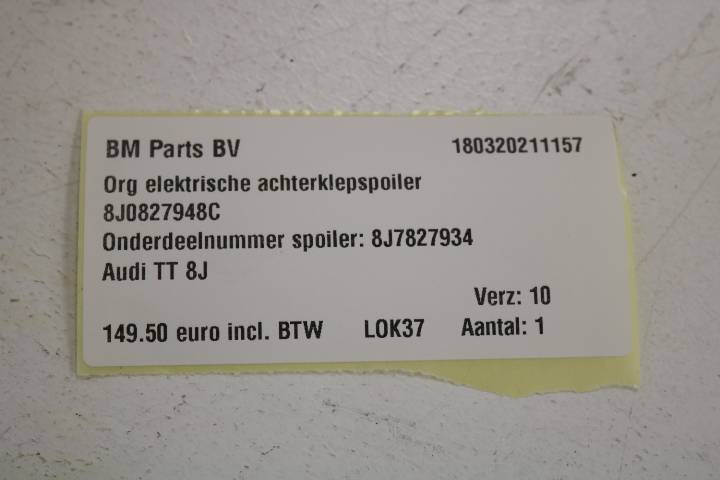 BM Parts BV 180320211157
Org elektrische achterklepspoiler
8J0827948C
Onderdeelnummer spoiler: 8J7827934
Audi TT 8J
Verz: 10
149.50 euro incl. BTW LOK37 Aantal: 1